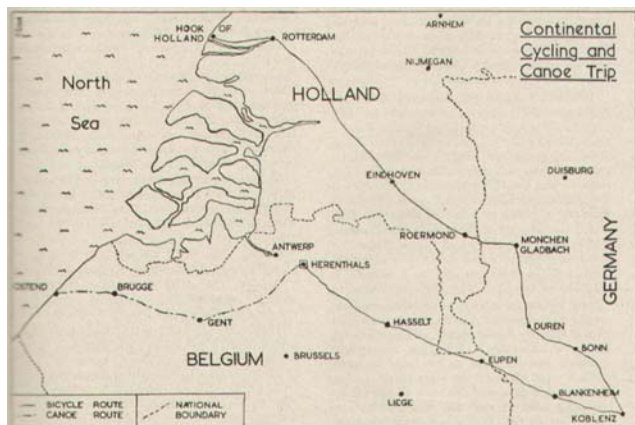 Continental
Cycling and
Canoe Trip
ARNHEM
HOOK OF
HOLLAND
ROTTERDAM
NIJMEGAN
North
Sea
HOLLAND
EINDHOVEN
DUISBURG
ROERMOND
MONCHEN
GLADBACH
GERMANY
ANTWERP
HERENTHALS
OSTEND
BRUGGE
GENT
HASSELT
DUREN
BONN
BELGIUM
BRUSSELS
EUPEN
LIEGE
BLANKENHEIM
KOBLENZ
BICYCLE ROUTE
CANOE ROUTE
NATIONAL
BOUNDARY